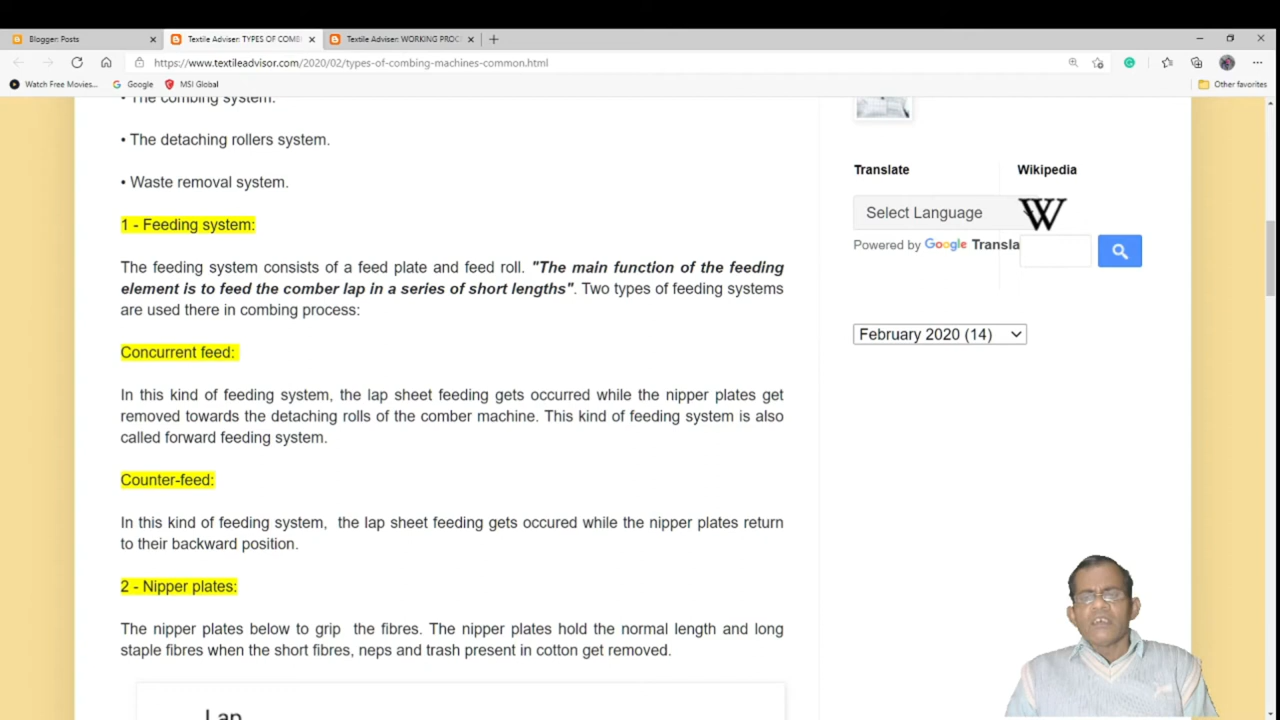 Blogger: Posts
Textile Adviser: TYPES OF COMB
Textile Adviser: WORKING PROC
https://www.textileadvisor.com/2020/02/types-of-combing-machines-common.html
Watch Free Movies...
Google
MSI Global
Other favorites
• The combing system.
• The detaching rollers system.
• Waste removal system.
1 - Feeding system:
The feeding system consists of a feed plate and feed roll. "The main function of the feeding
element is to feed the comber lap in a series of short lengths". Two types of feeding systems
are used there in combing process:
Concurrent feed:
In this kind of feeding system, the lap sheet feeding gets occurred while the nipper plates get
removed towards the detaching rolls of the comber machine. This kind of feeding system is also
called forward feeding system.
Counter-feed:
In this kind of feeding system,  the lap sheet feeding gets occured while the nipper plates return
to their backward position.
2 - Nipper plates:
The nipper plates below to grip  the fibres. The nipper plates hold the normal length and long
staple fibres when the short fibres, neps and trash present in cotton get removed.
Lap
Translate
Wikipedia
Select Language
W
Powered by Google Transla
February 2020 (14)